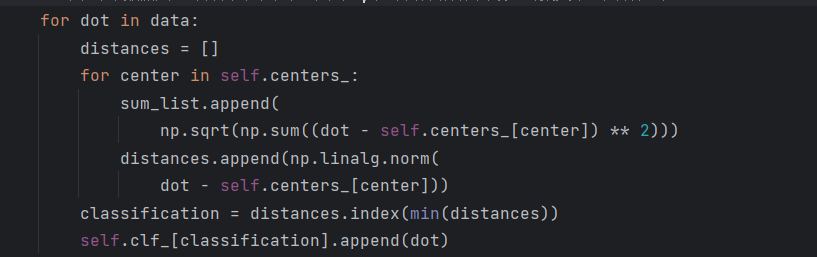 for dot in data:
distances = []
for center in self.centers_:
sum_list.append(
np.sqrt(np.sum((dot - self.centers_[center]) ** 2)))
distances.append(np.linalg.norm(
dot - self.centers_[center]))
classification = distances.index(min(distances))
self.clf_[classification].append(dot)